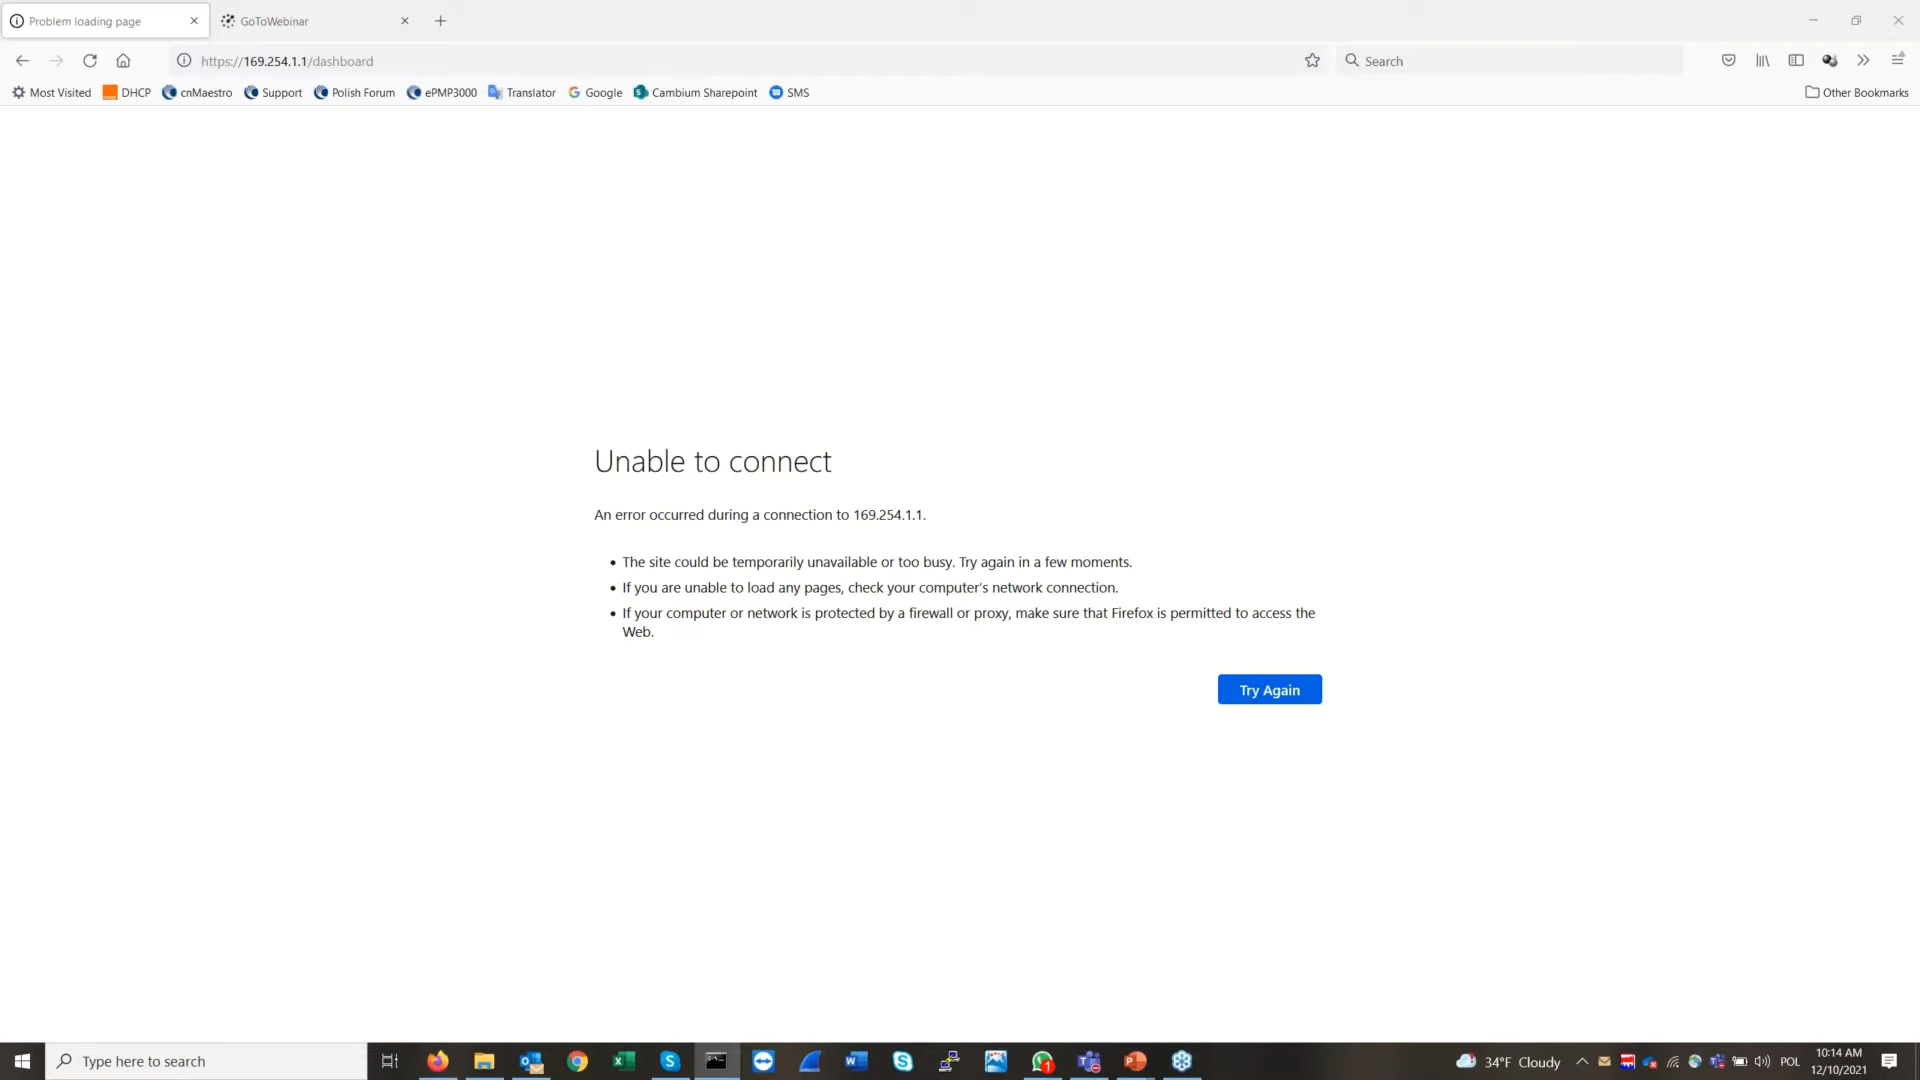 Problem loading page
GoToWebinar
https://169.254.1.1/dashboard
Search
Most Visited
DHCP
cnMaestro
Support
Polish Forum
ePMP3000
Translator
Google
Cambium Sharepoint
SMS
Other Bookmarks
Unable to connect
An error occurred during a connection to 169.254.1.1.
• The site could be temporarily unavailable or too busy. Try again in a few moments.
• If you are unable to load any pages, check your computer's network connection.
• If your computer or network is protected by a firewall or proxy, make sure that Firefox is permitted to access the
Web.
Try Again
Type here to search
1
34°F Cloudy
POL
10:14 AM
12/10/2021